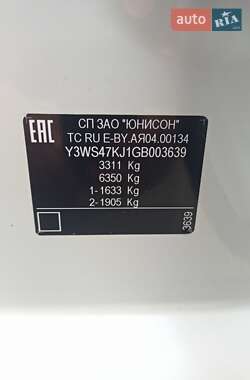 AUTO
RIA
EAC
СП ЗАО "ЮНИСОН"
ТС RU E-BY.АЯ04.00134
Y3WS47KJ1GB003639
3311 Kg
6350 Kg
1- 1633 Kg
2- 1905 Kg
3639